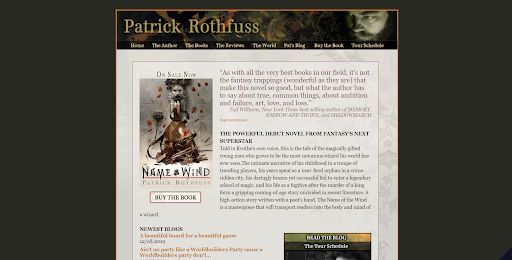 Patrick Rothfuss
Home The Author The Books The Reviews The World Pat's Blog Buy the Book Tour Schedule
On Sale Now
NAME of the WIND
PATRICK ROTHFUSS
BUY THE BOOK
"As with all the very best books in our field, it's not
the fantasy trappings (wonderful as they are) that
make this novel so good, but what the author has
to say about true, common things, about ambition
and failure, art, love, and loss."
-Tad Williams, New York Times best-selling author of MEMORY,
SORROW AND THORN, and SHADOWMARCH
Read more Praise
THE POWERFUL DEBUT NOVEL FROM FANTASY'S NEXT
SUPERSTAR
Told in Kvothe's own voice, this is the tale of the magically gifted
young man who grows to be the most notorious wizard his world has
ever seen. The intimate narrative of his childhood in a troupe of
traveling players, his years spent as a near-feral orphan in a crime-
ridden city, his daringly brazen yet successful bid to enter a legendary
school of magic, and his life as a fugitive after the murder of a king
form a gripping coming-of-age story unrivaled in recent literature. A
high-action story written with a poet's hand, The Name of the Wind
is a masterpiece that will transport readers into the body and mind of
a wizard.
NEWEST BLOGS
A beautiful board for a beautiful game
12/18/2019
Ain't no party like a Worldbuilders Party cause a
Worldbuilders party don't...
READ THE BLOG
The Tour Schedule